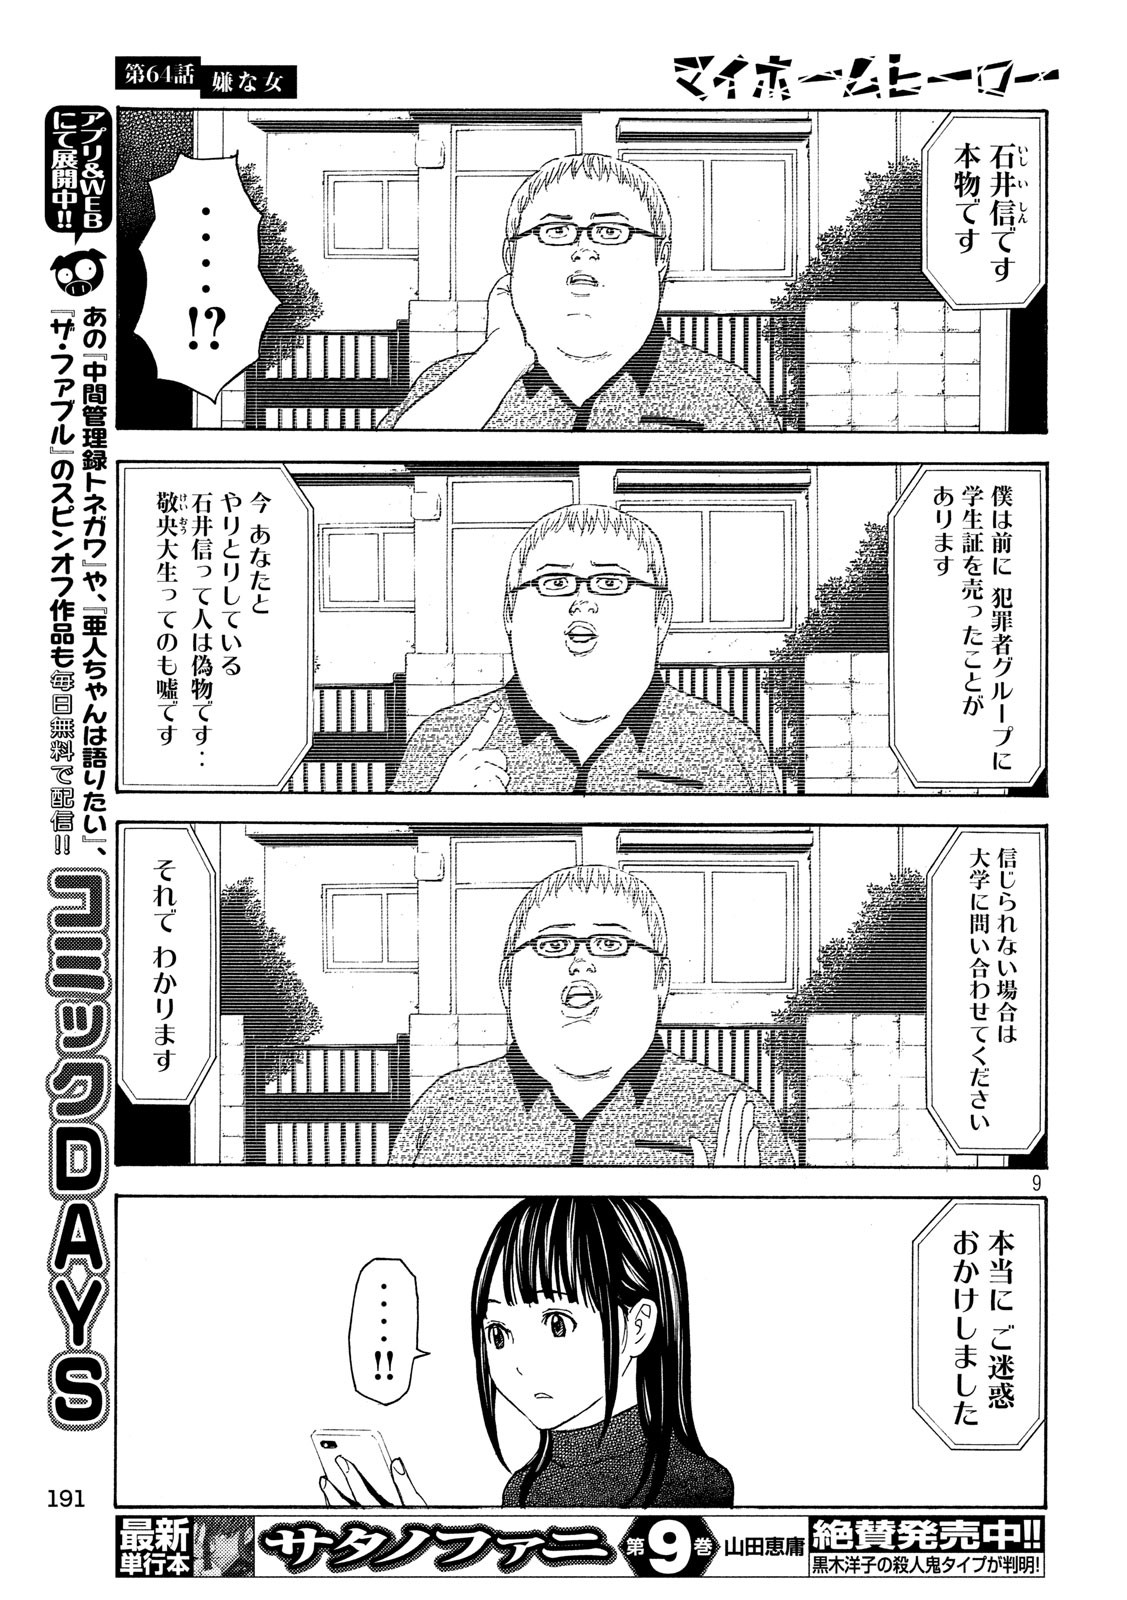 第64話
嫌な女
マイホームヒーロー
石井信です
いしい しん
本物です
‥‥‥!?
僕は前に 犯罪者グループに
学生証を売ったことが
あります
今 あなたと
やりとりしている
石井信って人は偽物です‥
敬央大生ってのも嘘です
けいおう
信じられない場合は
大学に問い合わせてください
それで わかります
本当に ご迷惑
おかけしました
‥‥‥!!
9
アプリ&WEB
にて展開中!!
あの『中間管理録トネガワ』や、『亜人ちゃんは語りたい』、
『ザ・ファブル』のスピンオフ作品も毎日無料で配信!!
コミックDAYS
191
最新
単行本
サタノファニ
第9巻
山田恵庸
絶賛発売中!!
黒木洋子の殺人鬼タイプが判明!